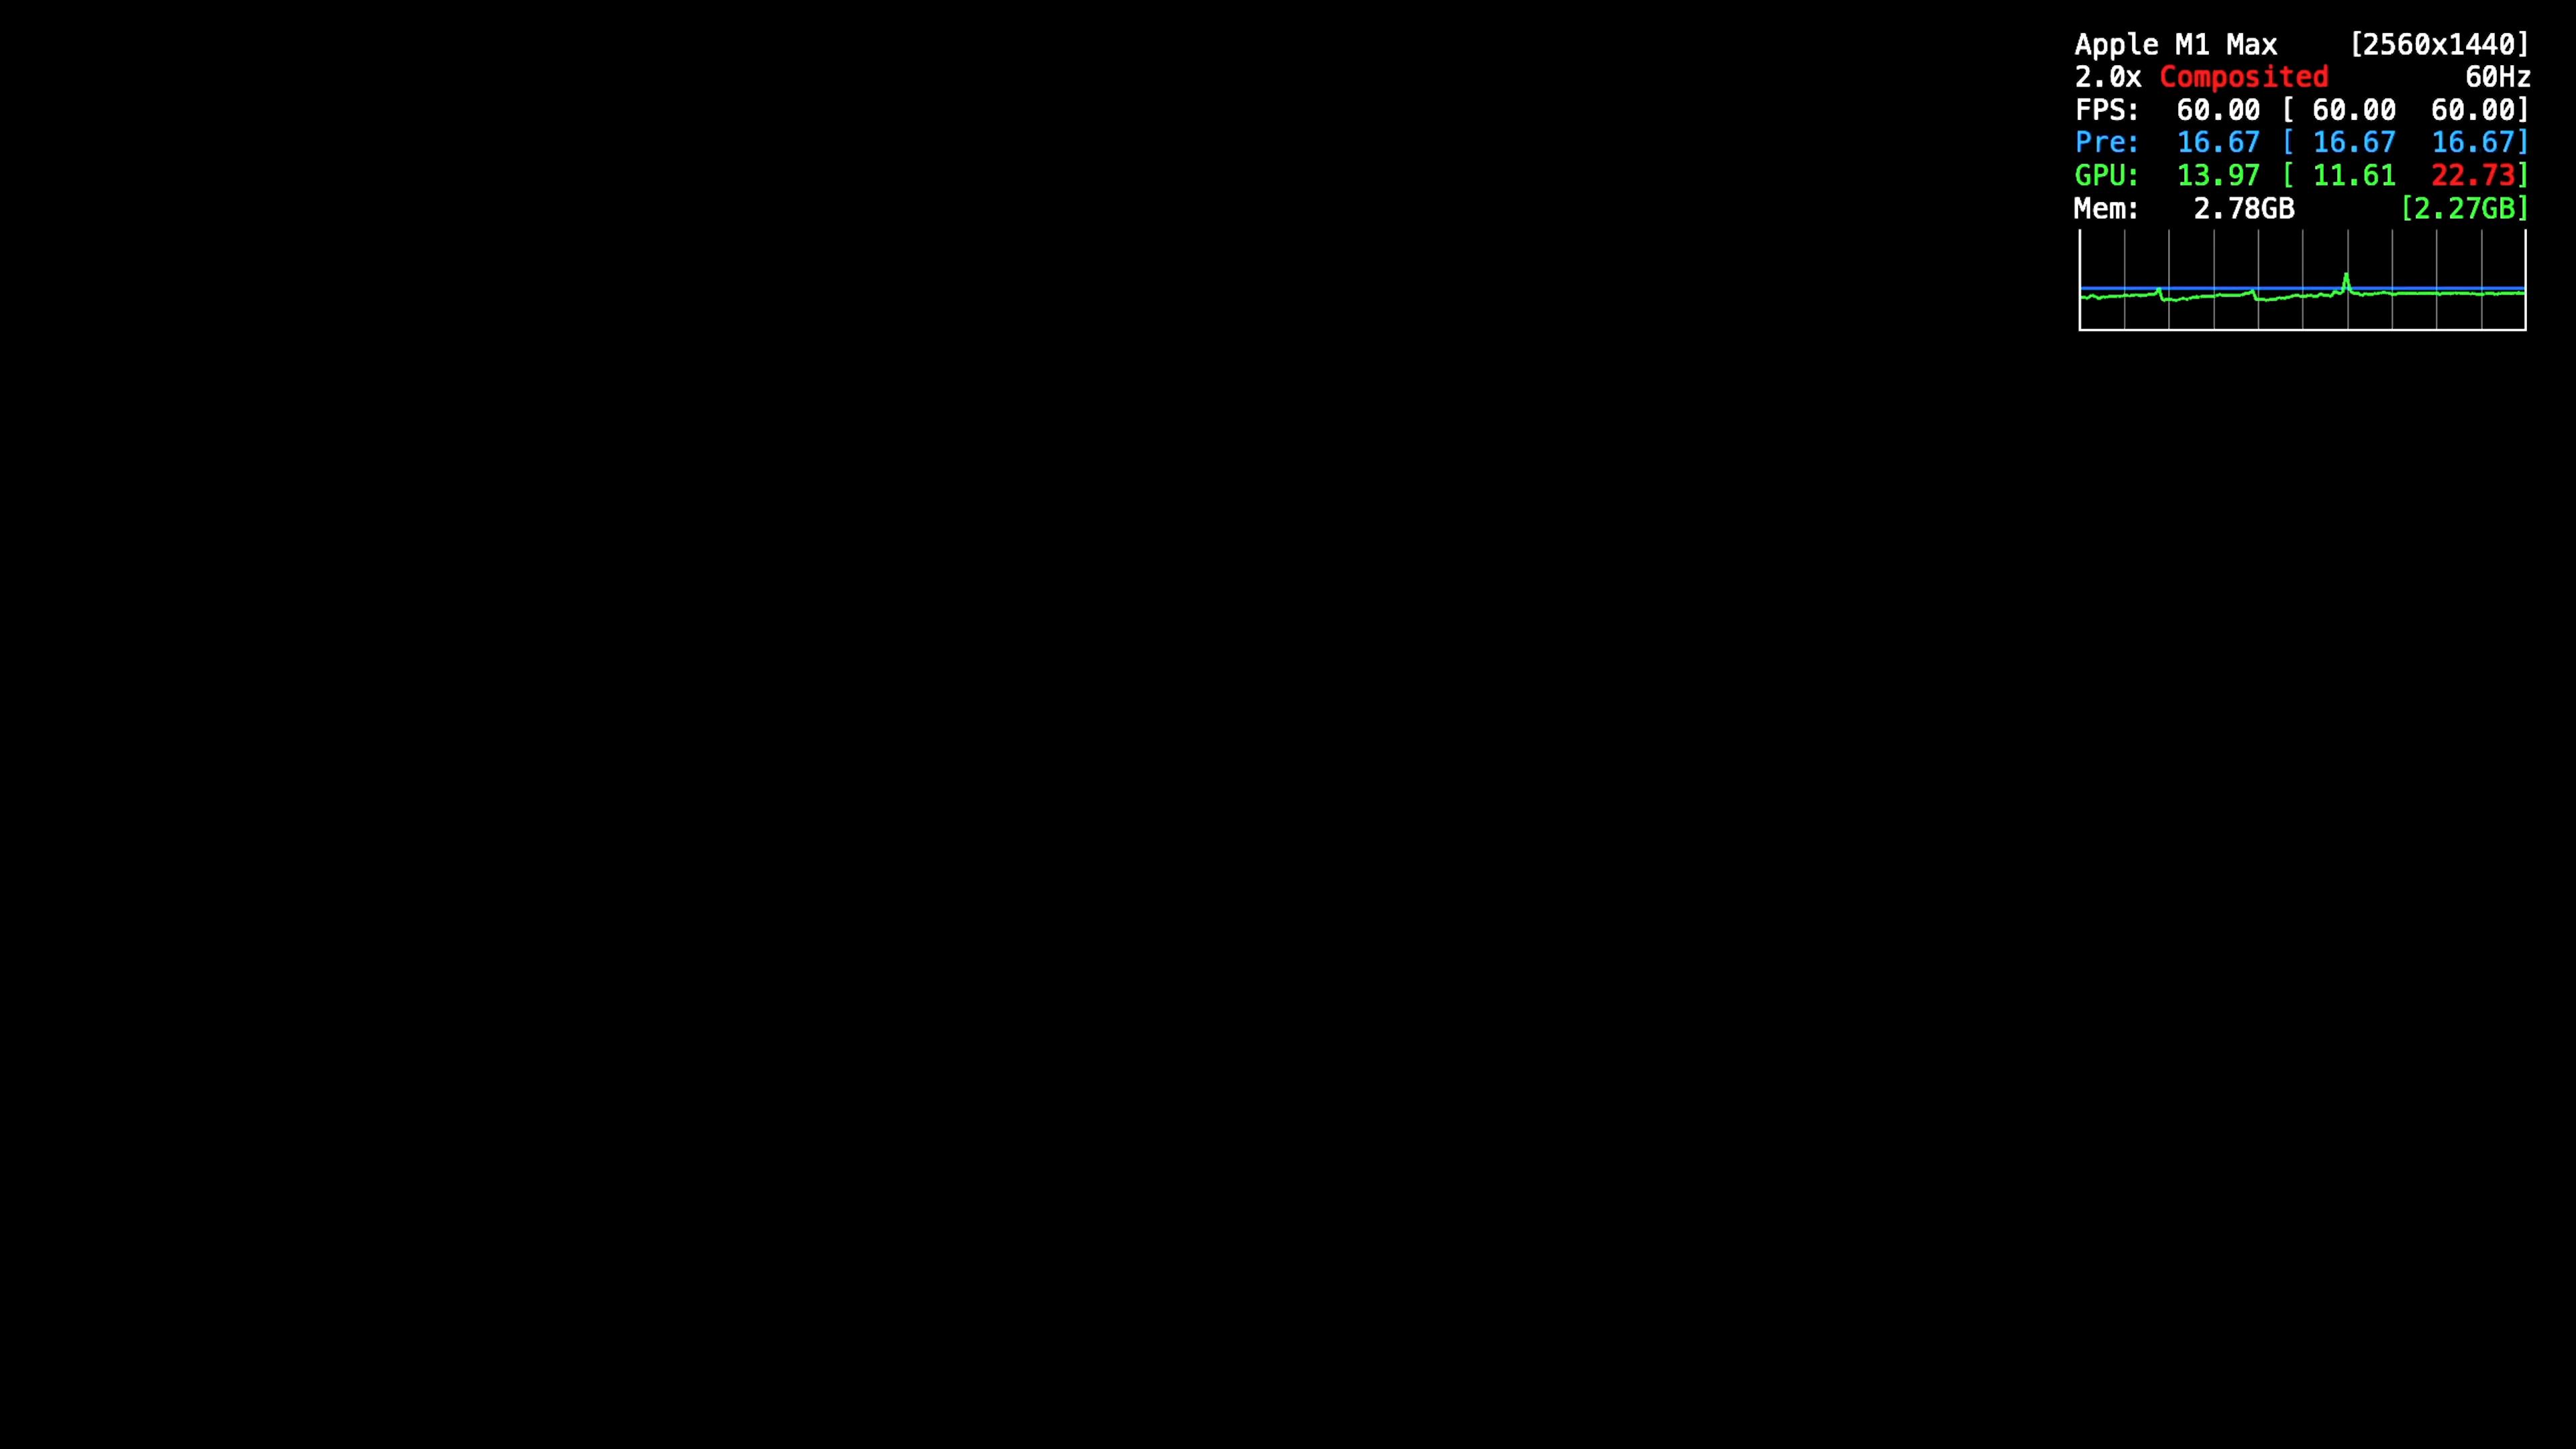 Apple M1 Max [2560x1440]
2.0x Composited 60Hz
FPS: 60.00 [ 60.00 60.00]
Pre: 16.67 [ 16.67 16.67]
GPU: 13.97 [ 11.61 22.73]
Mem: 2.78GB [2.27GB]